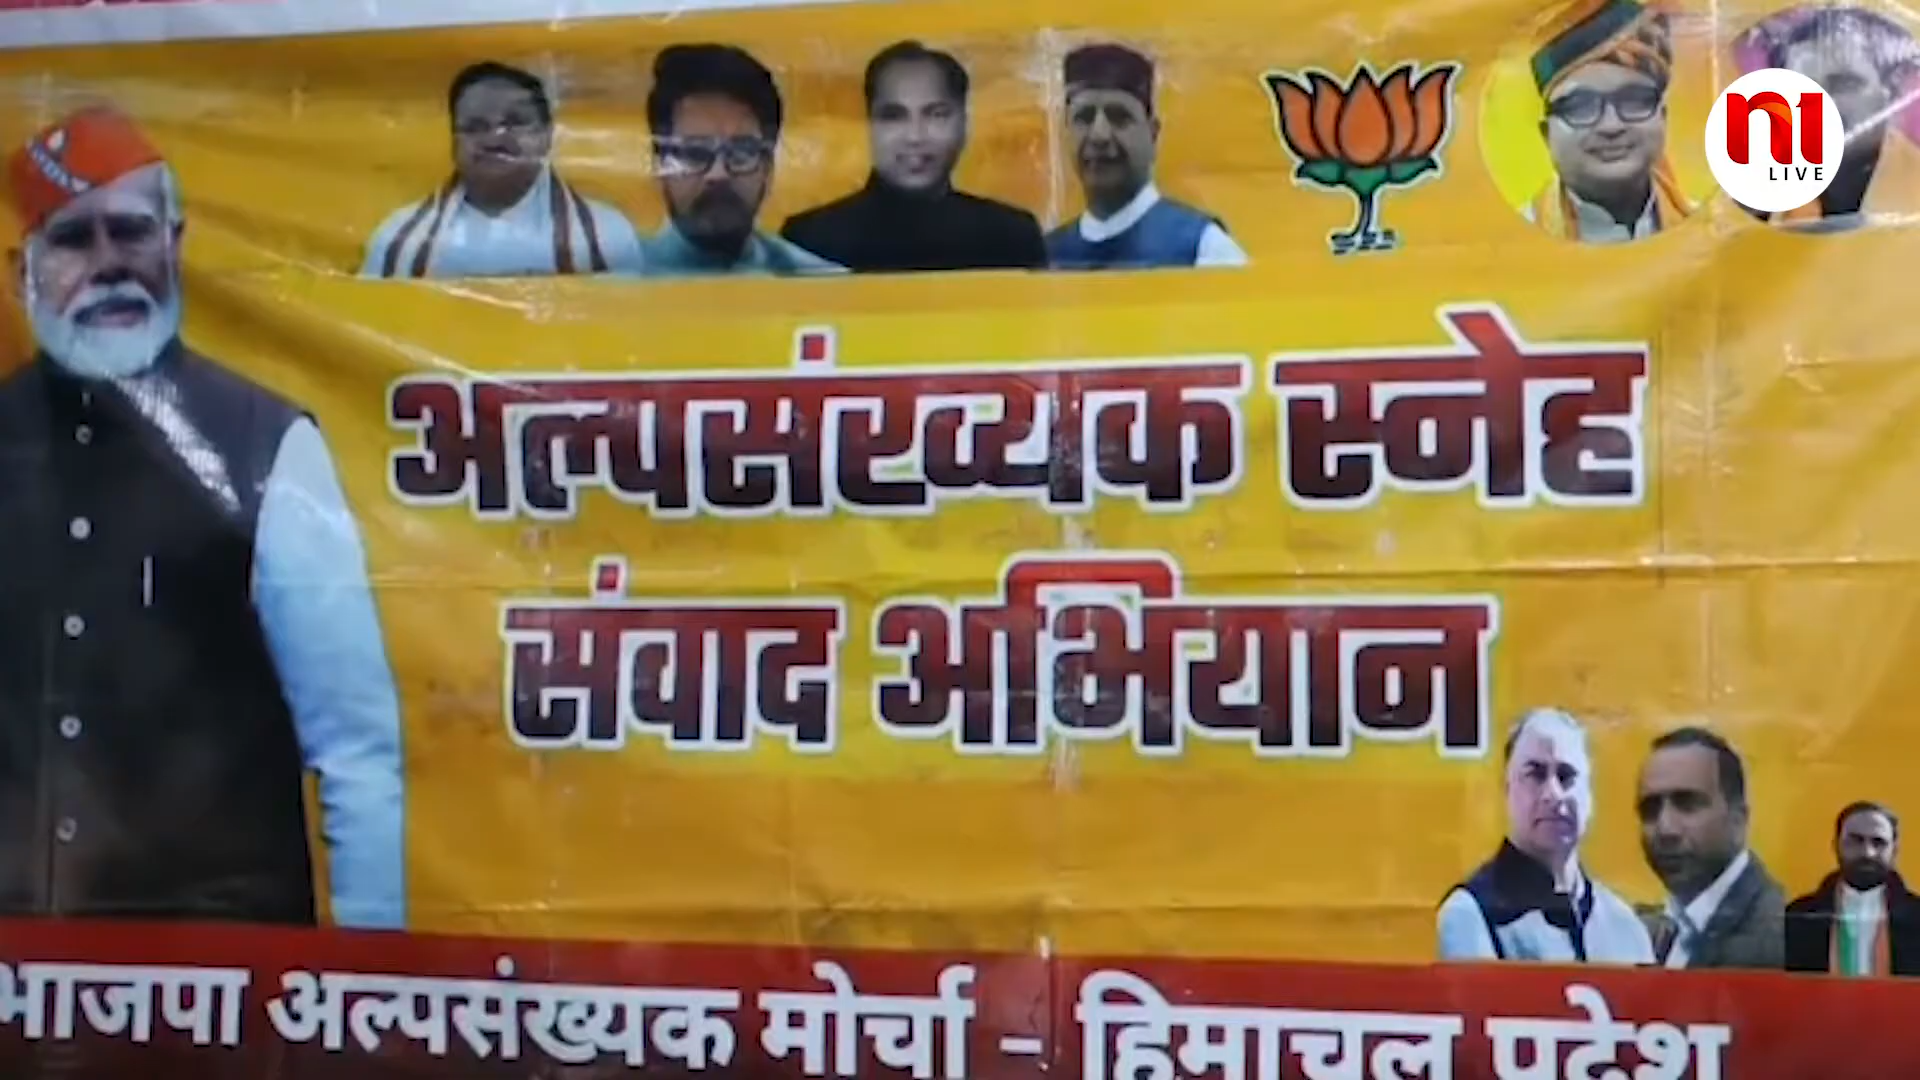 n1
LIVE
अल्पसंख्यक स्नेह
संवाद अभियान
भाजपा अल्पसंख्यक मोर्चा - हिमाचल प्रदेश